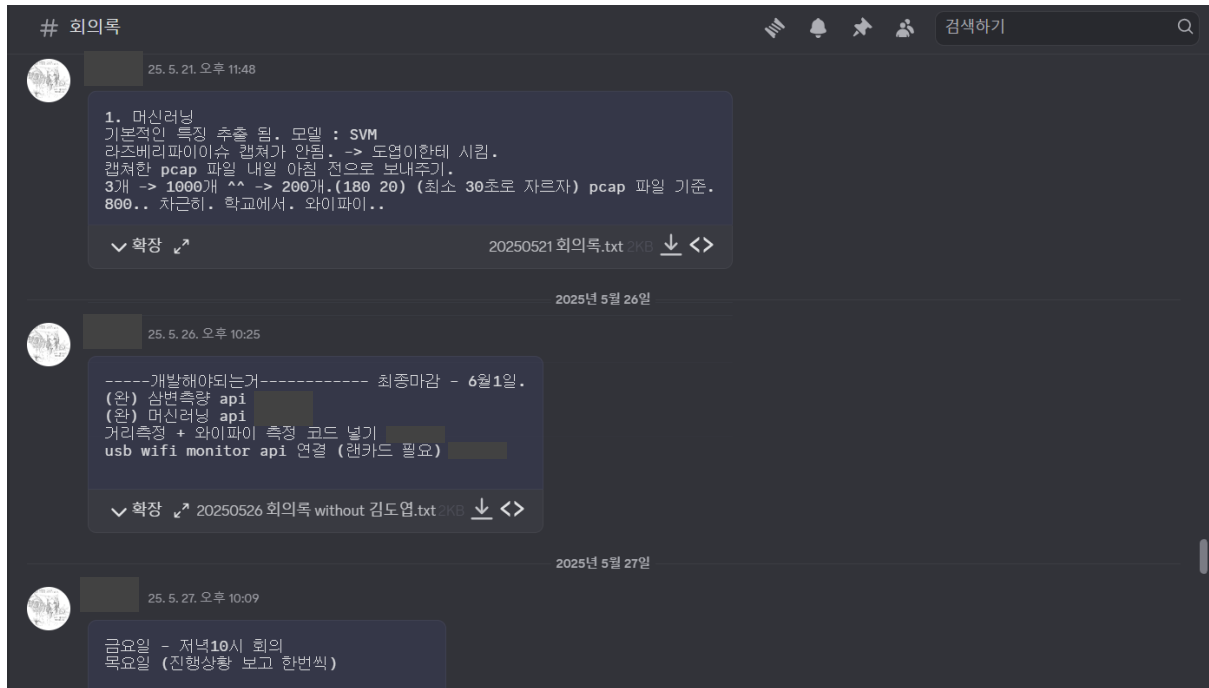 # 회의록
검색하기
25. 5. 21. 오후 11:48
1. 머신러닝
기본적인 특징 추출 됨. 모델 : SVM
라즈베리파이이슈 캡쳐가 안됨. -> 도엽이한테 시킴.
캡쳐한 pcap 파일 내일 아침 전으로 보내주기.
3개 -> 1000개 ^^ -> 200개.(180 20) (최소 30초로 자르자) pcap 파일 기준.
800.. 차근히. 학교에서. 와이파이..
확장
20250521 회의록.txt 2KB
2025년 5월 26일
25. 5. 26. 오후 10:25
-----개발해야되는거------------ 최종마감 - 6월1일.
(완) 삼변측량 api
(완) 머신러닝 api
거리측정 + 와이파이 측정 코드 넣기
usb wifi monitor api 연결 (랜카드 필요)
확장
20250526 회의록 without 김도엽.txt 2KB
2025년 5월 27일
25. 5. 27. 오후 10:09
금요일 - 저녁10시 회의
목요일 (진행상황 보고 한번씩)